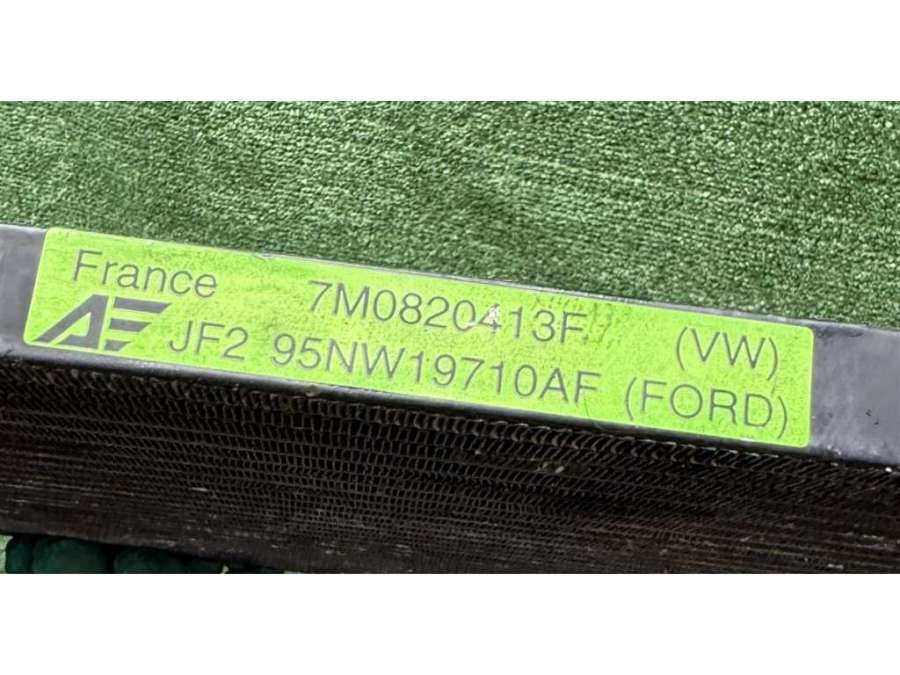 France 7M0820413F (VW)
AE JF2 95NW19710AF (FORD)